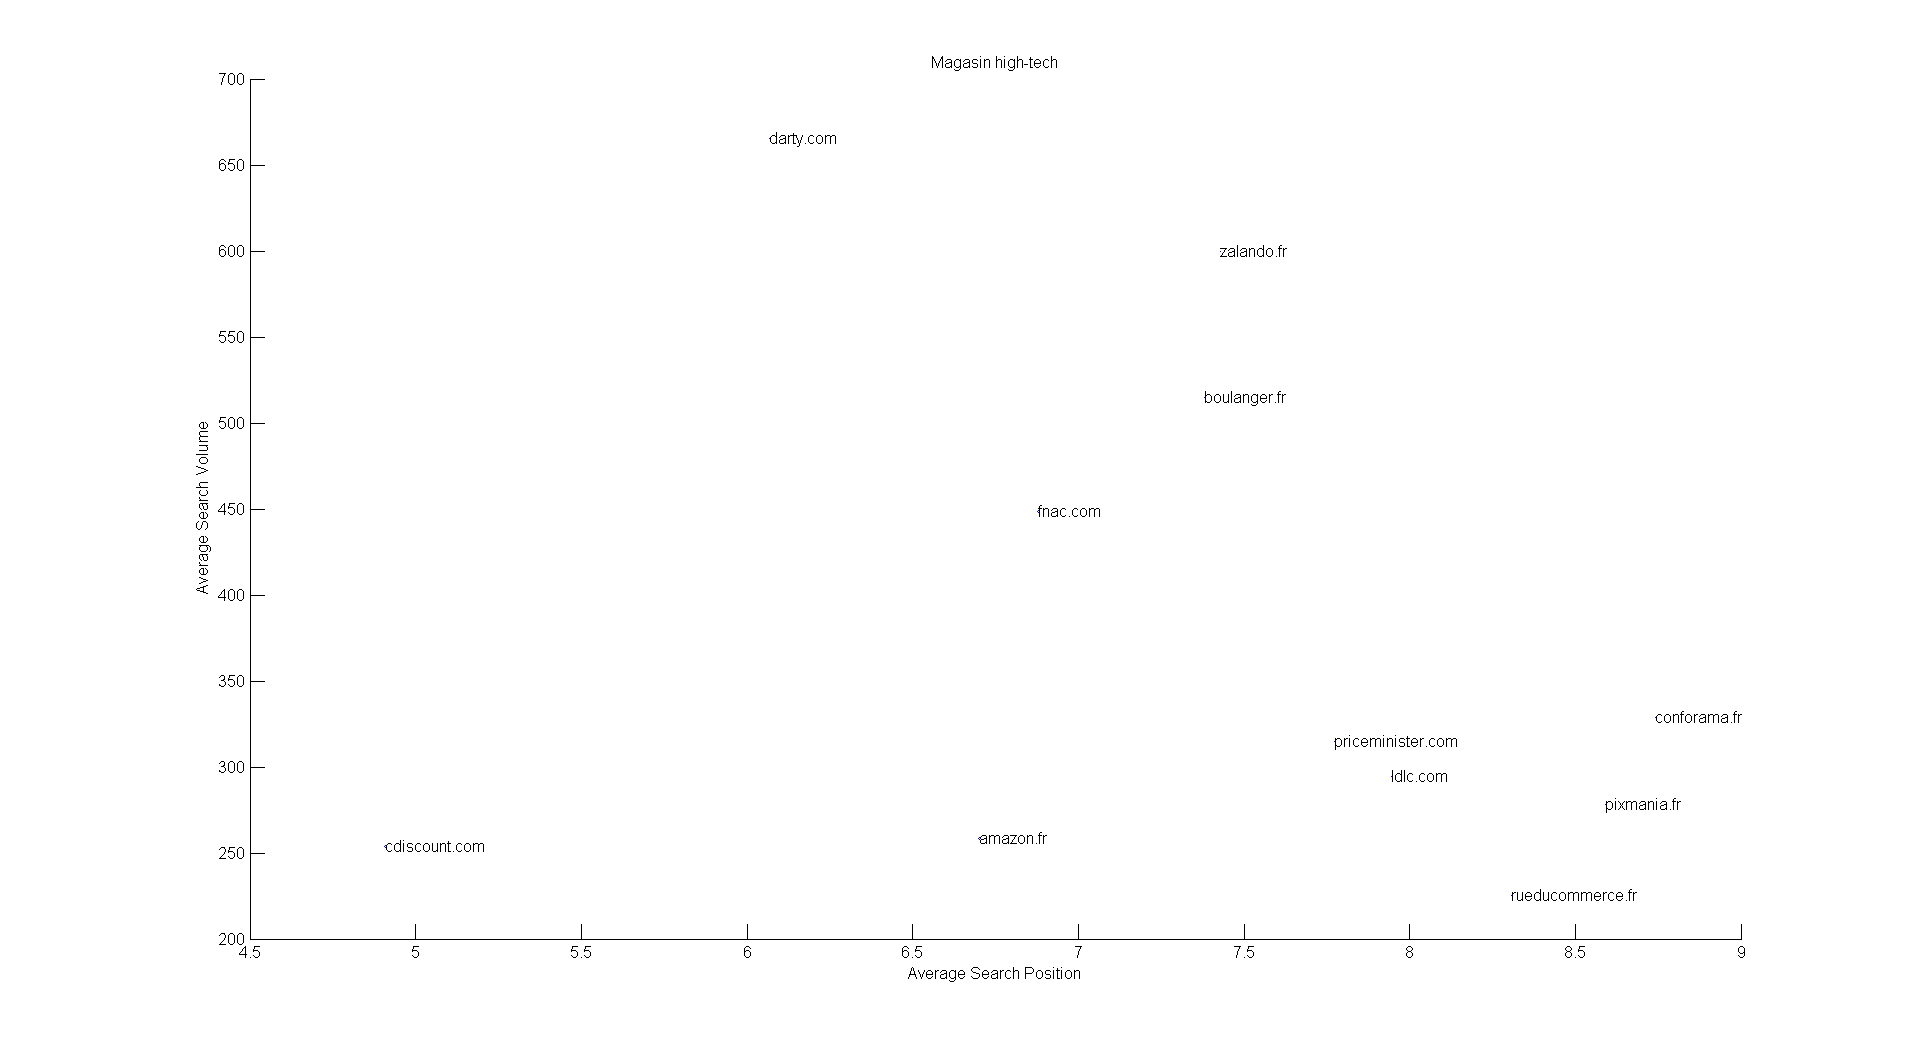 Magasin high-tech
700
darty.com
650
600
zalando.fr
550
boulanger.fr
500
Average Search Volume
450
fnac.com
400
350
conforama.fr
priceminister.com
300
ldlc.com
pixmania.fr
amazon.fr
250
cdiscount.com
rueducommerce.fr
200
4.5 5 5.5 6 6.5 7 7.5 8 8.5 9
Average Search Position